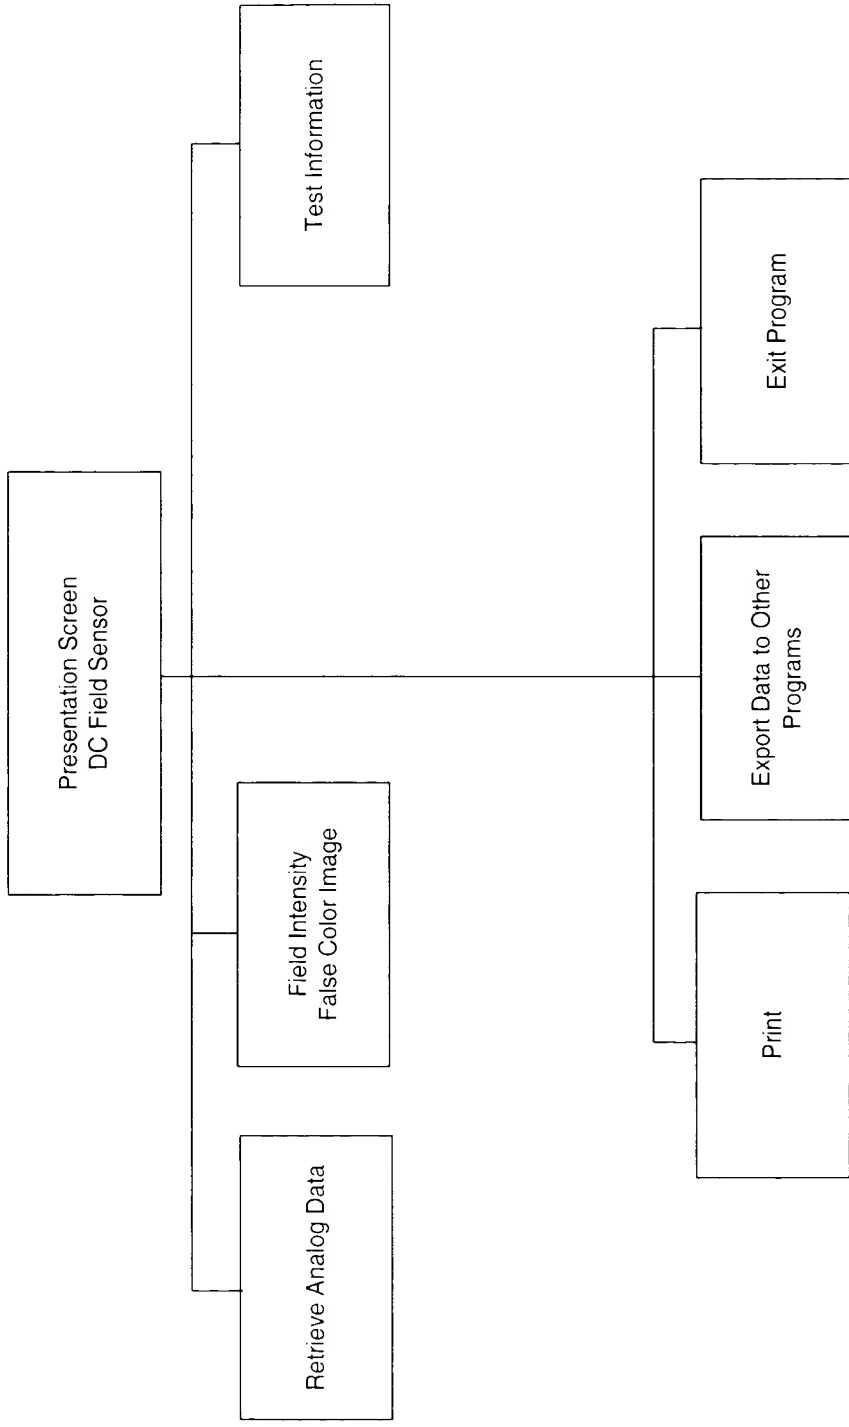 Presentation Screen
DC Field Sensor
Retrieve Analog Data
Field Intensity
False Color Image
Test Information
Print
Export Data to Other
Programs
Exit Program